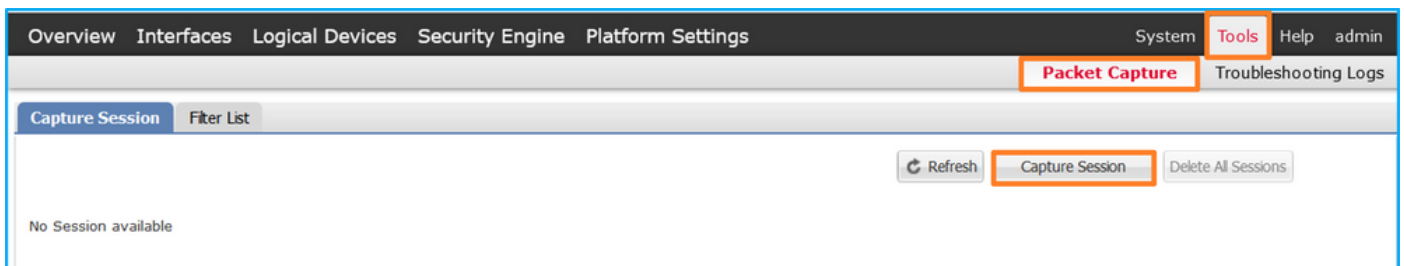 Overview Interfaces Logical Devices Security Engine Platform Settings System Tools Help admin
Packet Capture Troubleshooting Logs
Capture Session Filter List
Refresh Capture Session Delete All Sessions
No Session available